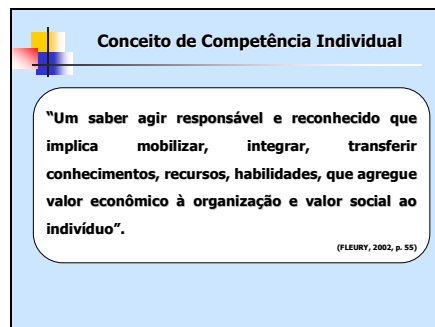 Conceito de Competência Individual
“Um saber agir responsável e reconhecido que
implica mobilizar, integrar, transferir
conhecimentos, recursos, habilidades, que agregue
valor econômico à organização e valor social ao
indivíduo”.
(FLEURY, 2002, p. 55)